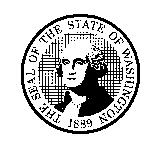 THE SEAL OF THE STATE OF WASHINGTON
1889